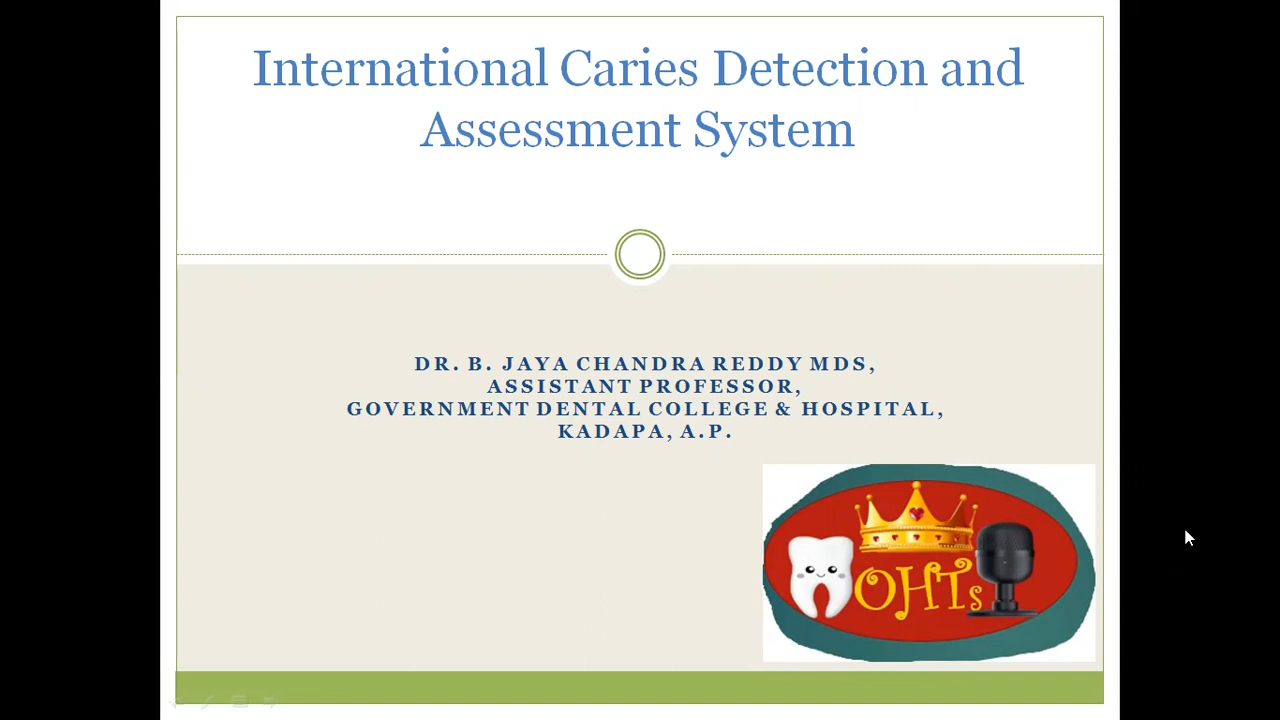 International Caries Detection and
Assessment System
DR. B. JAYA CHANDRA REDDY MDS,
ASSISTANT PROFESSOR,
GOVERNMENT DENTAL COLLEGE & HOSPITAL,
KADAPA, A.P.
OHTs